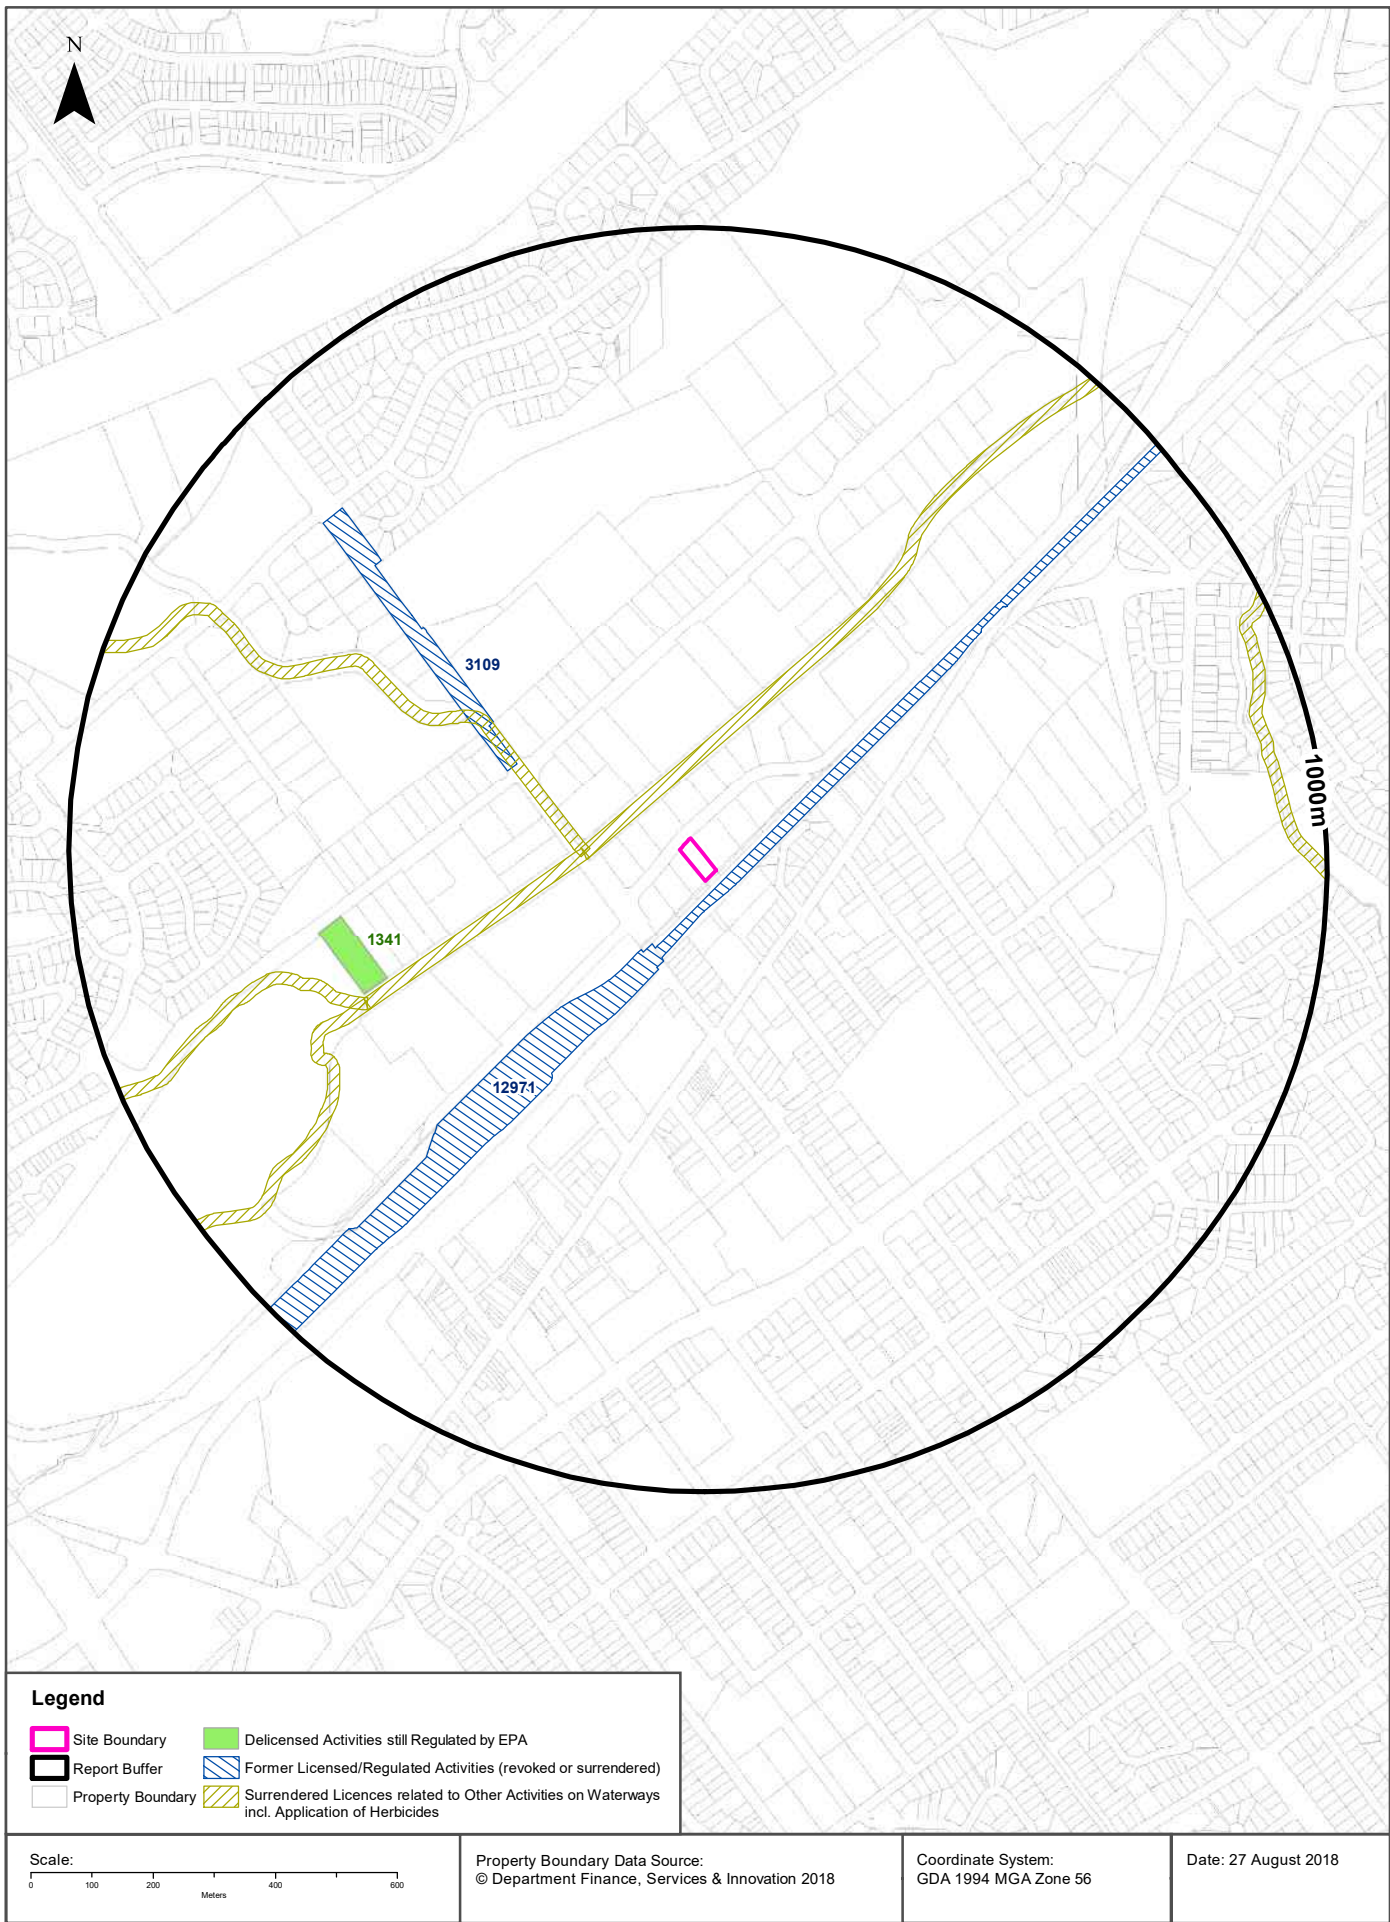 N
3109
1000m
1341
12971
Legend
Site Boundary
Report Buffer
Property Boundary
Delicensed Activities still Regulated by EPA
Former Licensed/Regulated Activities (revoked or surrendered)
Surrendered Licences related to Other Activities on Waterways
incl. Application of Herbicides
Scale:
0 100 200 400 600
Meters
Property Boundary Data Source:
© Department Finance, Services & Innovation 2018
Coordinate System:
GDA 1994 MGA Zone 56
Date: 27 August 2018